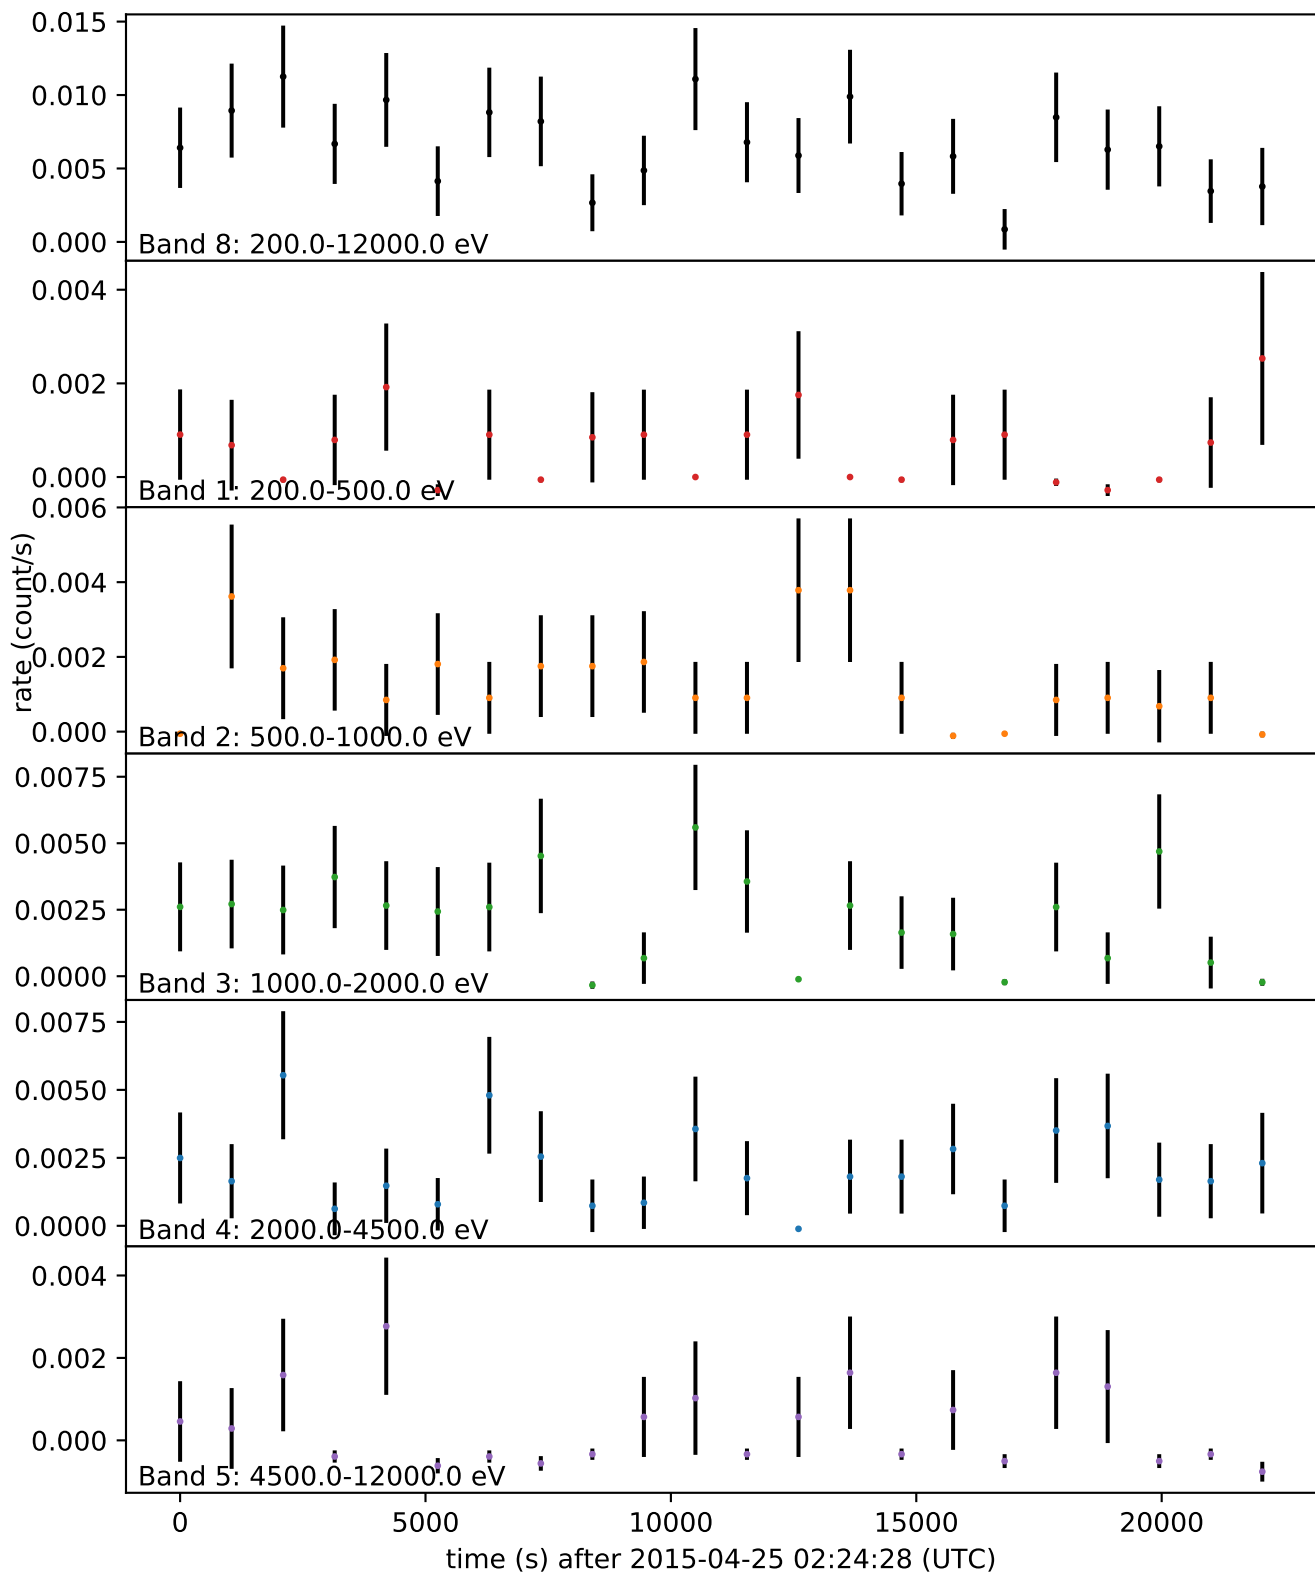 0.015
0.010
0.005
0.000
Band 8: 200.0-12000.0 eV
0.004
0.002
0.000
Band 1: 200.0-500.0 eV
rate (count/s)
0.006
0.004
0.002
0.000
Band 2: 500.0-1000.0 eV
0.0075
0.0050
0.0025
0.0000
Band 3: 1000.0-2000.0 eV
0.0075
0.0050
0.0025
0.0000
Band 4: 2000.0-4500.0 eV
0.004
0.002
0.000
Band 5: 4500.0-12000.0 eV
0 5000 10000 15000 20000
time (s) after 2015-04-25 02:24:28 (UTC)